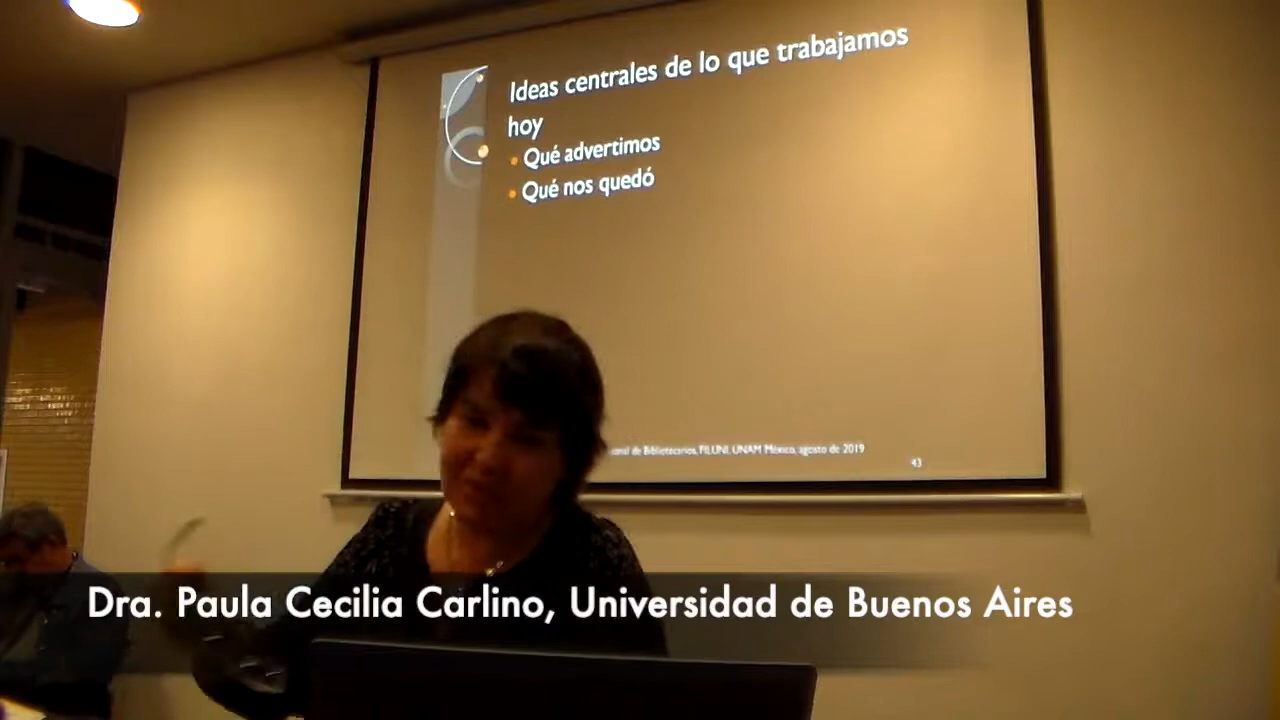 Ideas centrales de lo que trabajamos
hoy
Qué advertimos
Qué nos quedó
de Bibliotecarios, FILUNI, UNAM México, agosto de 2019
43
Dra. Paula Cecilia Carlino, Universidad de Buenos Aires